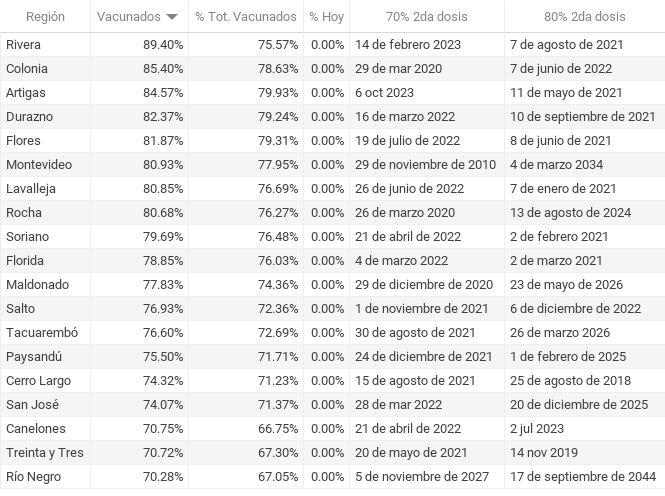 Región Vacunados % Tot. Vacunados % Hoy 70% 2da dosis 80% 2da dosis
Rivera 89.40% 75.57% 0.00% 14 de febrero 2023 7 de agosto de 2021
Colonia 85.40% 78.63% 0.00% 29 de mar 2020 7 de junio de 2022
Artigas 84.57% 79.93% 0.00% 6 oct 2023 11 de mayo de 2021
Durazno 82.37% 79.24% 0.00% 16 de marzo 2022 10 de septiembre de 2021
Flores 81.87% 79.31% 0.00% 19 de julio de 2022 8 de junio de 2021
Montevideo 80.93% 77.95% 0.00% 29 de noviembre de 2010 4 de marzo 2034
Lavalleja 80.85% 76.69% 0.00% 26 de junio de 2022 7 de enero de 2021
Rocha 80.68% 76.27% 0.00% 26 de marzo 2020 13 de agosto de 2024
Soriano 79.69% 76.48% 0.00% 21 de abril de 2022 2 de febrero 2021
Florida 78.85% 76.03% 0.00% 4 de marzo 2022 2 de marzo 2021
Maldonado 77.83% 74.36% 0.00% 29 de diciembre de 2020 23 de mayo de 2026
Salto 76.93% 72.36% 0.00% 1 de noviembre de 2021 6 de diciembre de 2022
Tacuarembó 76.60% 72.69% 0.00% 30 de agosto de 2021 26 de marzo 2026
Paysandú 75.50% 71.71% 0.00% 24 de diciembre de 2021 1 de febrero de 2025
Cerro Largo 74.32% 71.23% 0.00% 15 de agosto de 2021 25 de agosto de 2018
San José 74.07% 71.37% 0.00% 28 de mar 2022 20 de diciembre de 2025
Canelones 70.75% 66.75% 0.00% 21 de abril de 2022 2 jul 2023
Treinta y Tres 70.72% 67.30% 0.00% 20 de mayo de 2021 14 nov 2019
Río Negro 70.28% 67.05% 0.00% 5 de noviembre de 2027 17 de septiembre de 2044